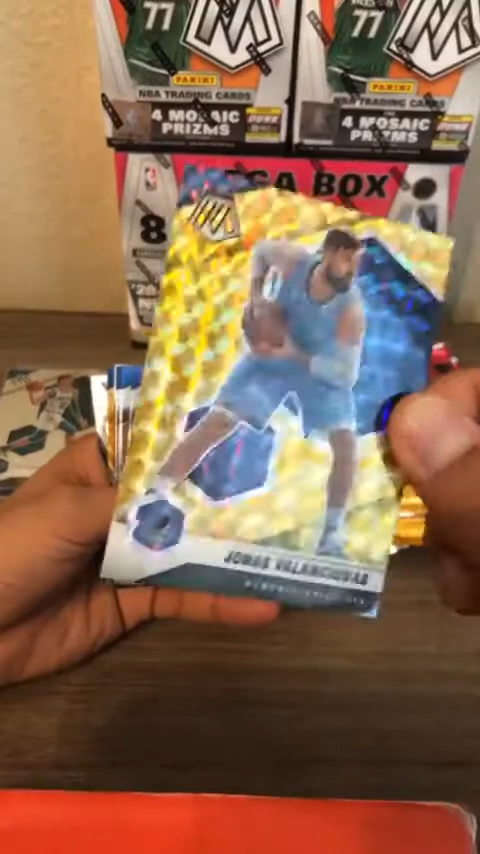 77
77
PANINI
PANINI
NBA TRADING CARDS
NBA TRADING CARDS
4 MOSAIC
PRIZMS
4 MOSAIC
PRIZMS
MEGA BOX
8
JONAS VALANCIUNAS